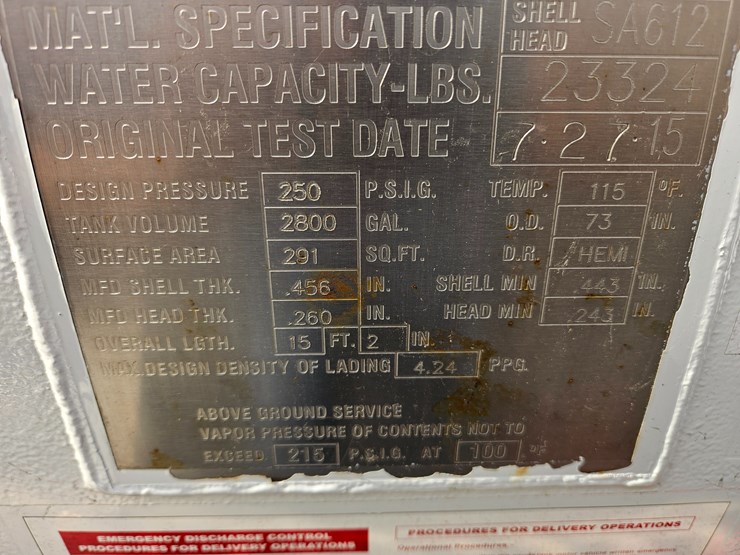 MAT'L. SPECIFICATION SHELL HEAD SA612
WATER CAPACITY-LBS. 23324
ORIGINAL TEST DATE 7-27-15
DESIGN PRESSURE 250 P.S.I.G. TEMP. 115 °F.
TANK VOLUME 2800 GAL. O.D. 73 IN.
SURFACE AREA 291 SQ.FT. D.R. HEMI
MFD SHELL THK. .456 IN. SHELL MIN .443 IN.
MFD HEAD THK. .260 IN. HEAD MIN .243 IN.
OVERALL LGTH. 15 FT. 2 IN.
MAX. DESIGN DENSITY OF LADING 4.24 PPG.
ABOVE GROUND SERVICE
VAPOR PRESSURE OF CONTENTS NOT TO
EXCEED 215 P.S.I.G. AT 100 °F.
EMERGENCY DISCHARGE CONTROL
PROCEDURES FOR DELIVERY OPERATIONS
PROCEDURES FOR DELIVERY OPERATIONS
Operational Procedures